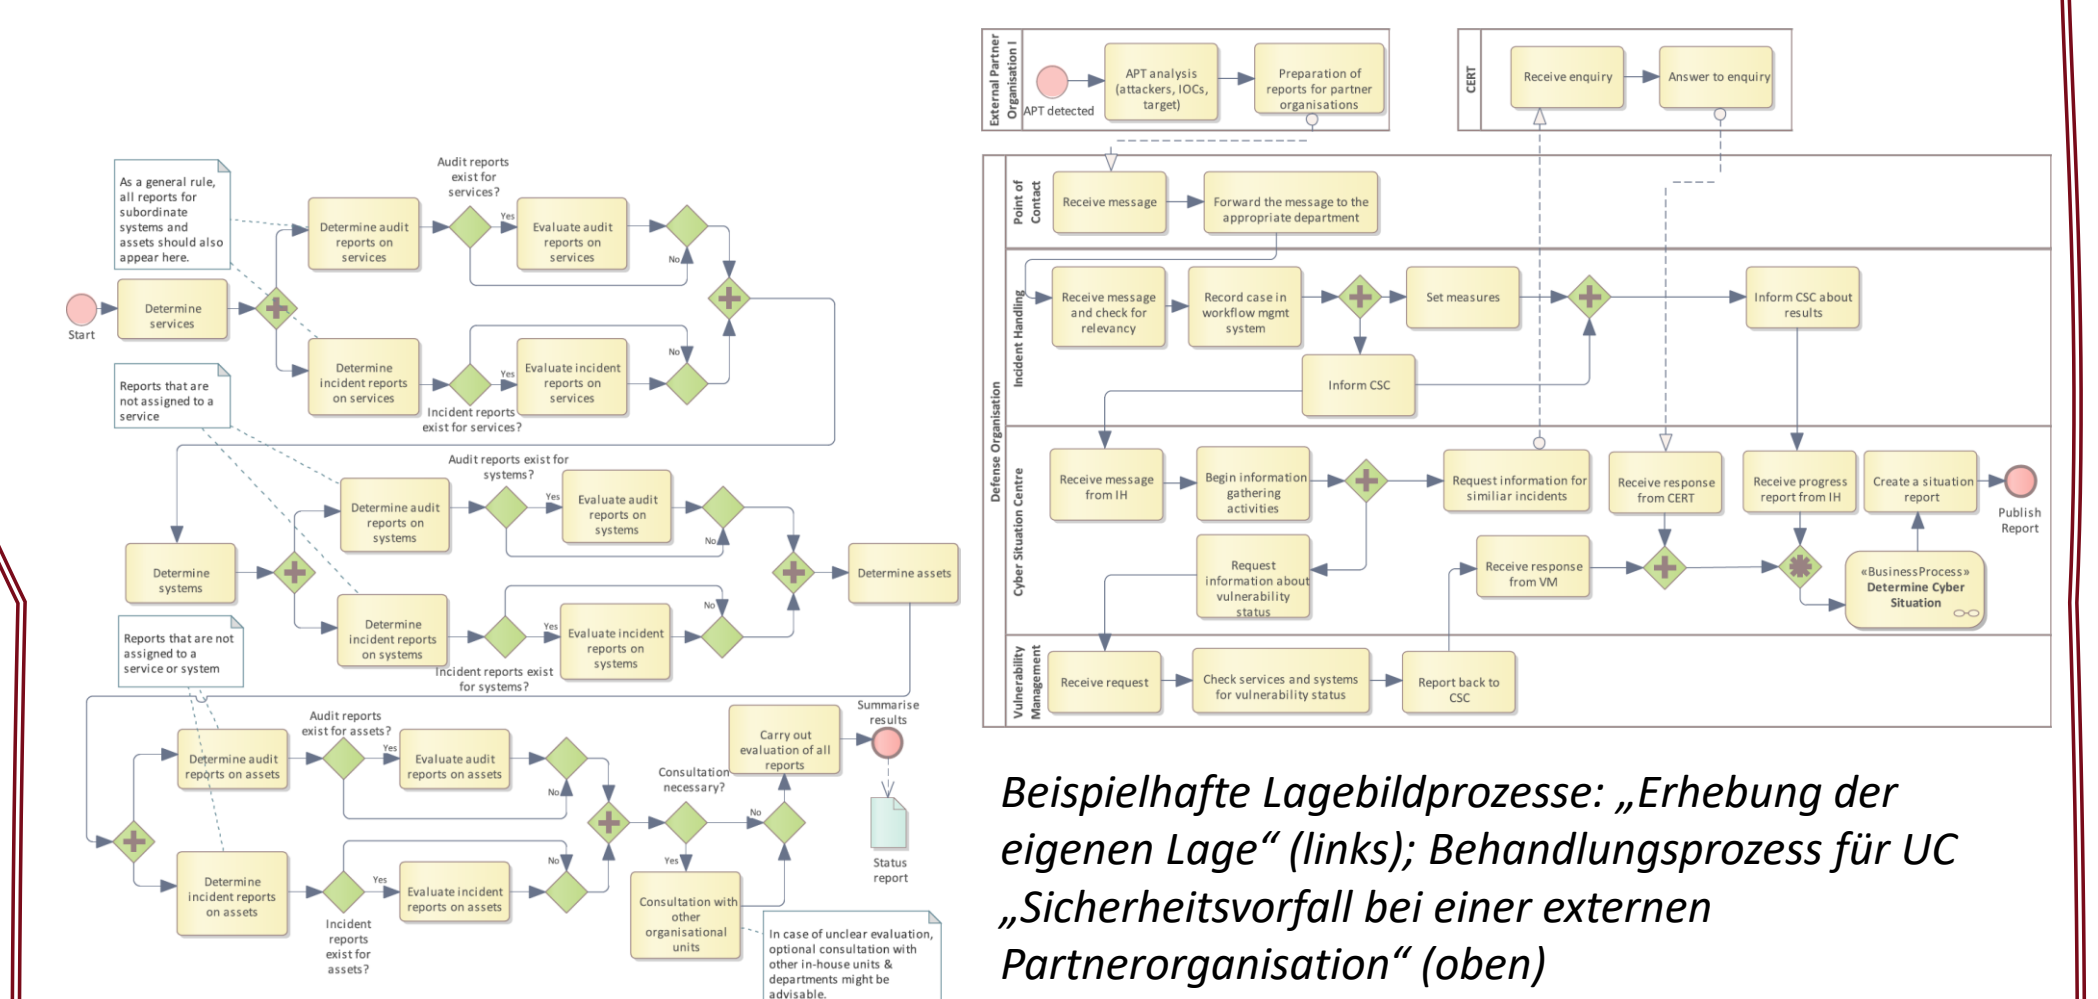 Audit reports
exist for
services?
As a general rule,
all reports for
subordinate
systems and
assets should also
appear here.
Determine audit
reports on
services
Yes
Evaluate audit
reports on
services
No
Start
Determine
services
Determine
incident reports
on services
Yes
Evaluate incident
reports on
services
No
Incident reports
exist for services?
Reports that are
not assigned to a
service
Audit reports exist for
systems?
Determine audit
reports on
systems
Yes
Evaluate audit
reports on
systems
No
Determine
systems
Determine assets
Determine
incident reports
on systems
Yes
Evaluate incident
reports on
systems
No
Incident reports exist
for systems?
Reports that are not
assigned to a
service or system
Audit reports
exist for assets?
Determine audit
reports on assets
Yes
Evaluate audit
reports on assets
No
Determine
incident reports
on assets
Yes
Evaluate incident
reports on assets
No
Incident
reports
exist for
assets?
Consultation
necessary?
No
Yes
Carry out
evaluation of all
reports
Summarise
results
Status
report
Consultation with
other
organisational
units
In case of unclear evaluation,
optional consultation with
other in-house units &
departments might be
advisable.
External Partner
Organisation I
APT detected
APT analysis
(attackers, IOCs,
target)
Preparation of
reports for partner
organisations
CERT
Receive enquiry
Answer to enquiry
Defense Organisation
Point of
Contact
Receive message
Forward the message to the
appropriate department
Incident Handling
Receive message
and check for
relevancy
Record case in
workflow mgmt
system
Set measures
Inform CSC about
results
Inform CSC
Cyber Situation Centre
Receive message
from IH
Begin information
gathering
activities
Request information for
similiar incidents
Receive response
from CERT
Receive progress
report from IH
Create a situation
report
Publish
Report
Request
information about
vulnerability
status
Receive response
from VM
«BusinessProcess»
Determine Cyber
Situation
Vulnerability
Management
Receive request
Check services and systems
for vulnerability status
Report back to
CSC
Beispielhafte Lagebildprozesse: „Erhebung der
eigenen Lage“ (links); Behandlungsprozess für UC
„Sicherheitsvorfall bei einer externen
Partnerorganisation“ (oben)